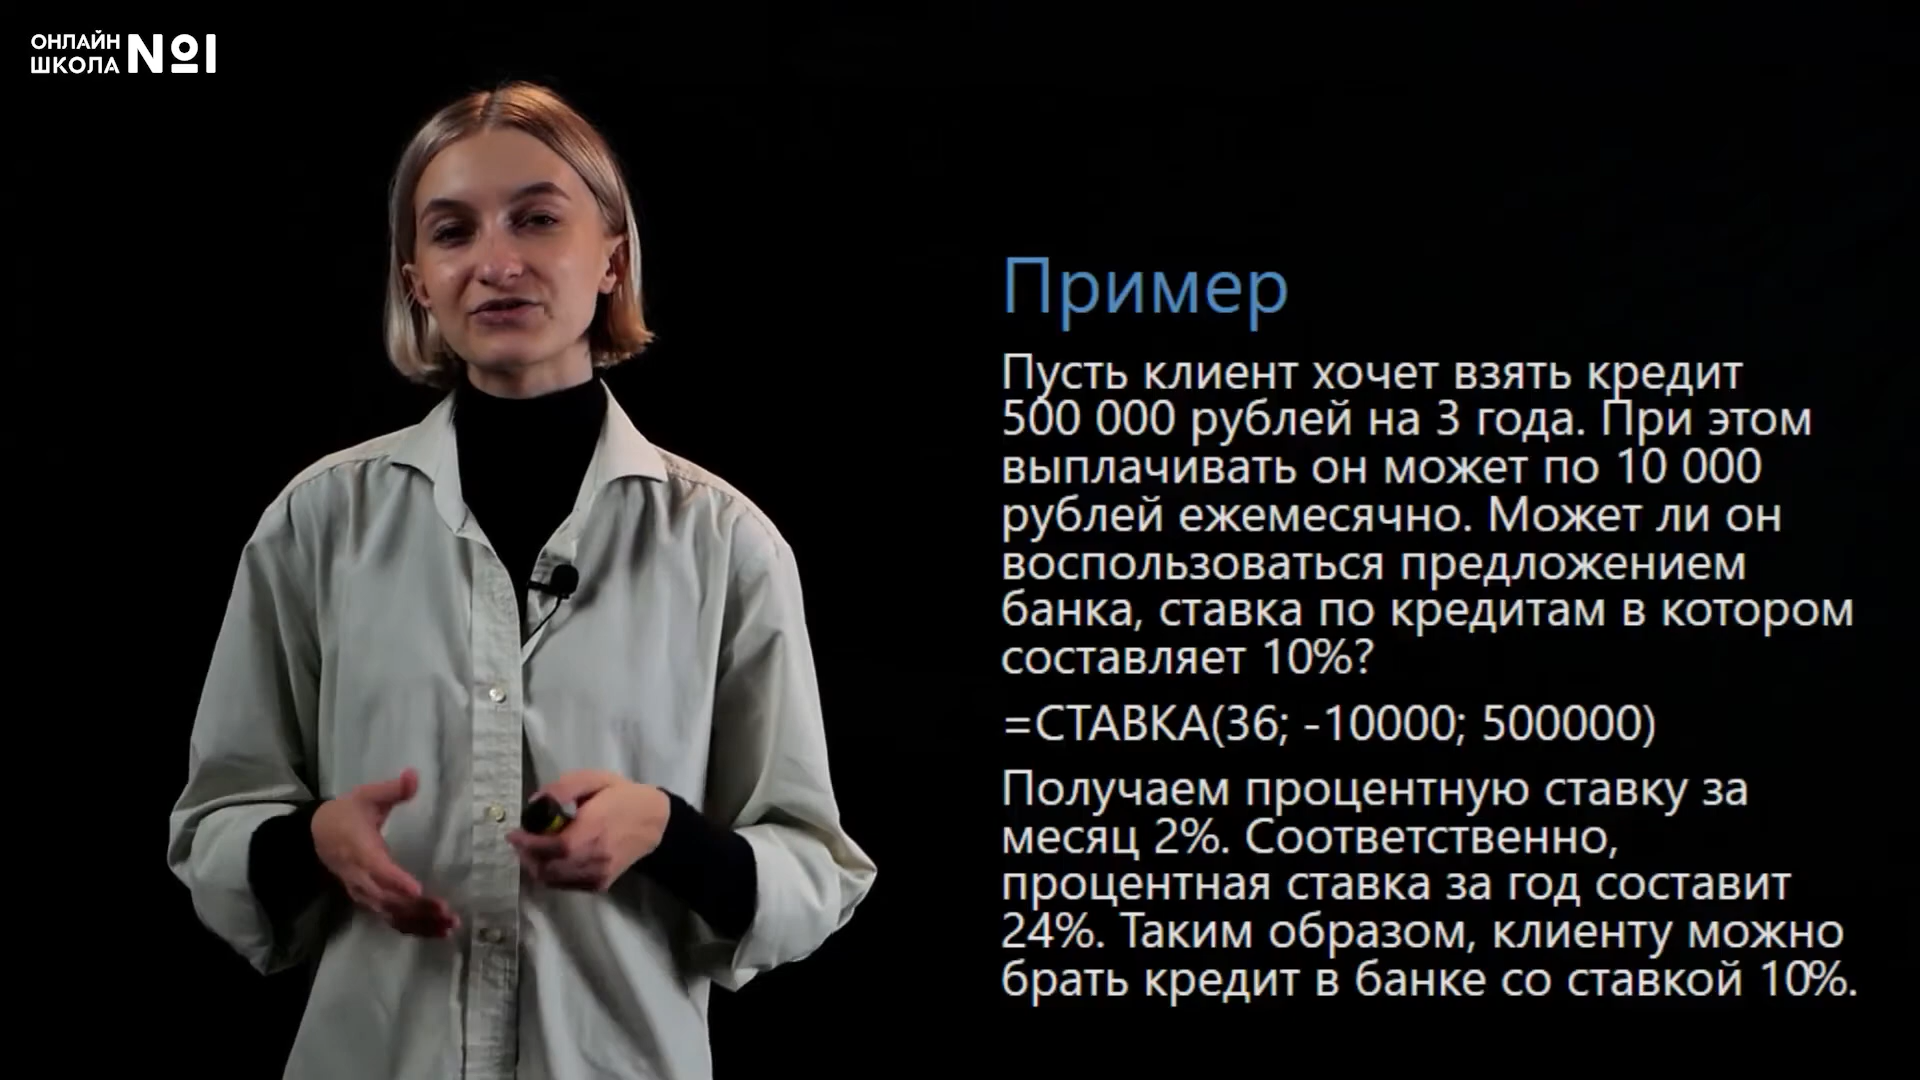 ОНЛАЙН
ШКОЛА №1
Пример
Пусть клиент хочет взять кредит
500 000 рублей на 3 года. При этом
выплачивать он может по 10 000
рублей ежемесячно. Может ли он
воспользоваться предложением
банка, ставка по кредитам в котором
составляет 10%?
=СТАВКА(36; -10000; 500000)
Получаем процентную ставку за
месяц 2%. Соответственно,
процентная ставка за год составит
24%. Таким образом, клиенту можно
брать кредит в банке со ставкой 10%.